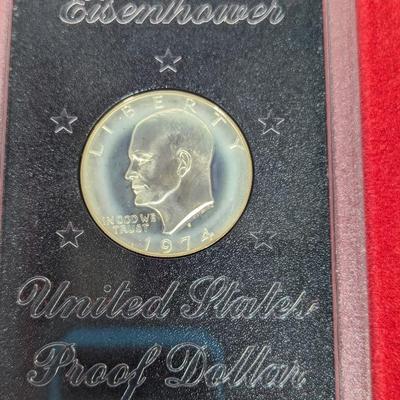 Eisenhower
LIBERTY
IN GOD WE
TRUST
S
1974
United States
Proof Dollar